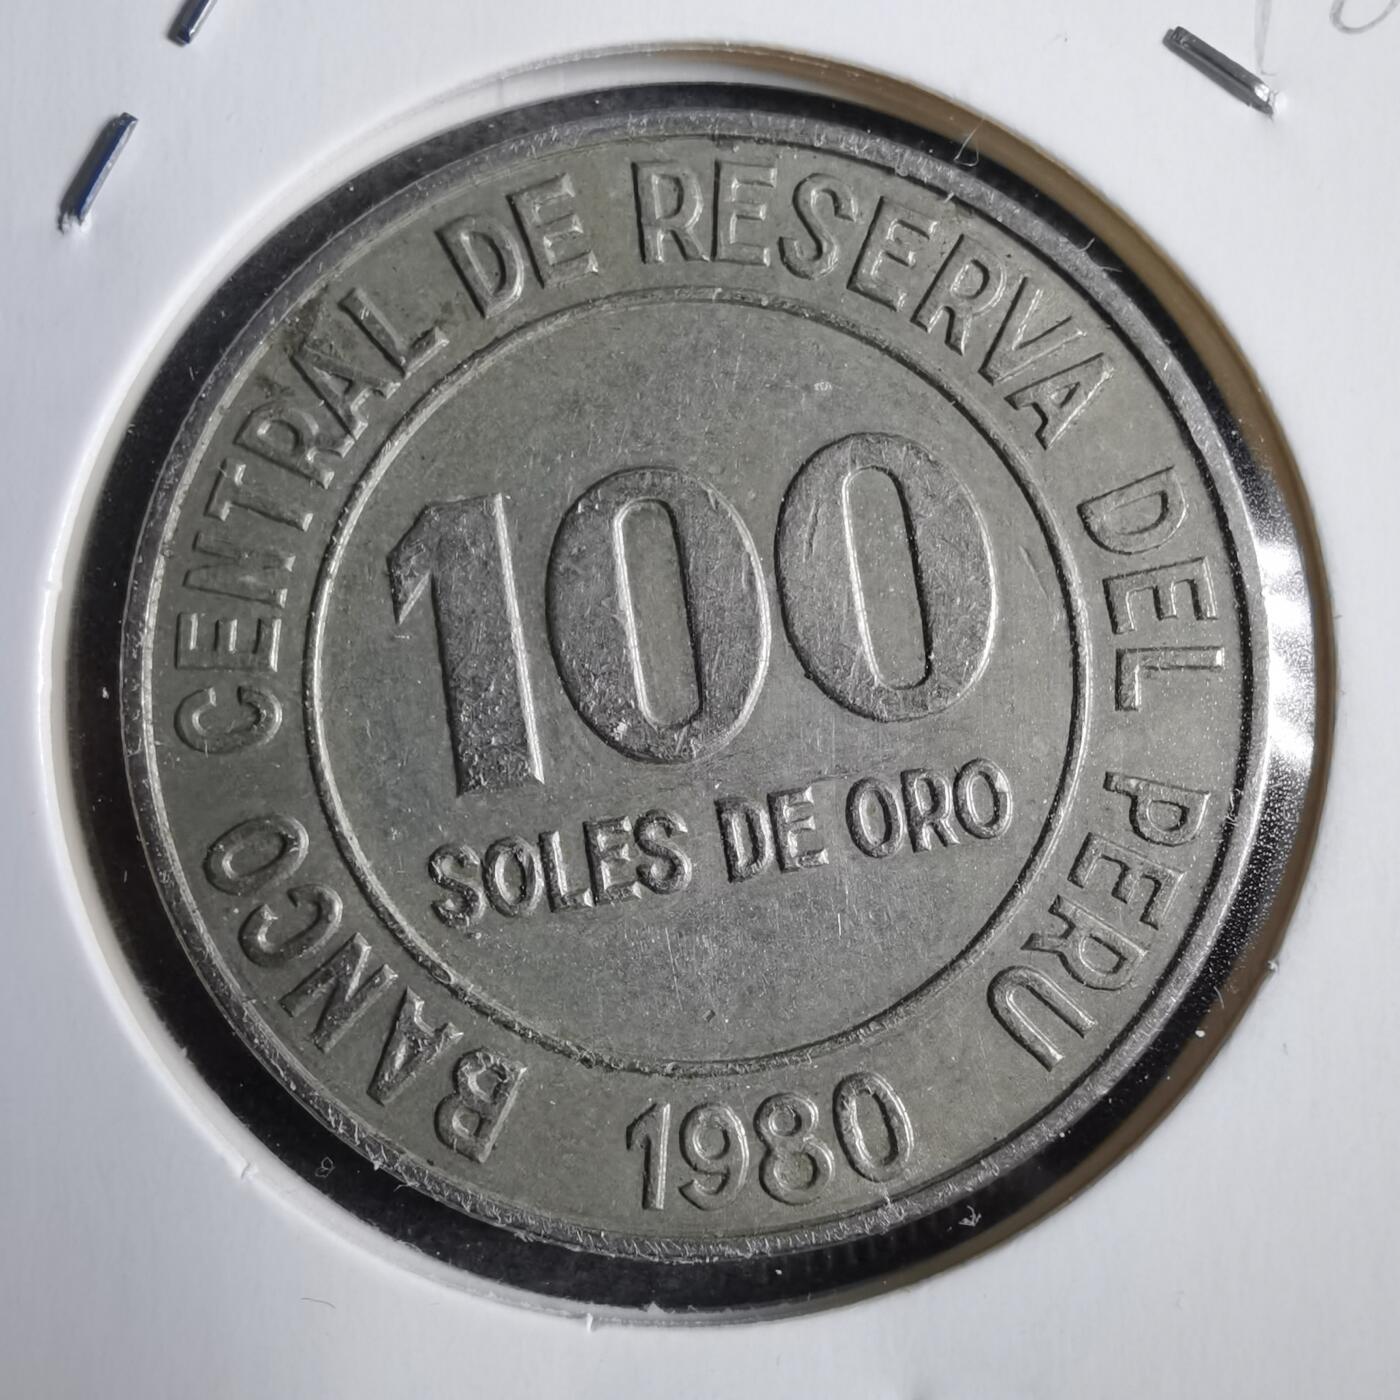 BANCO CENTRAL DE RESERVA DEL PERU
100
SOLES DE ORO
1980